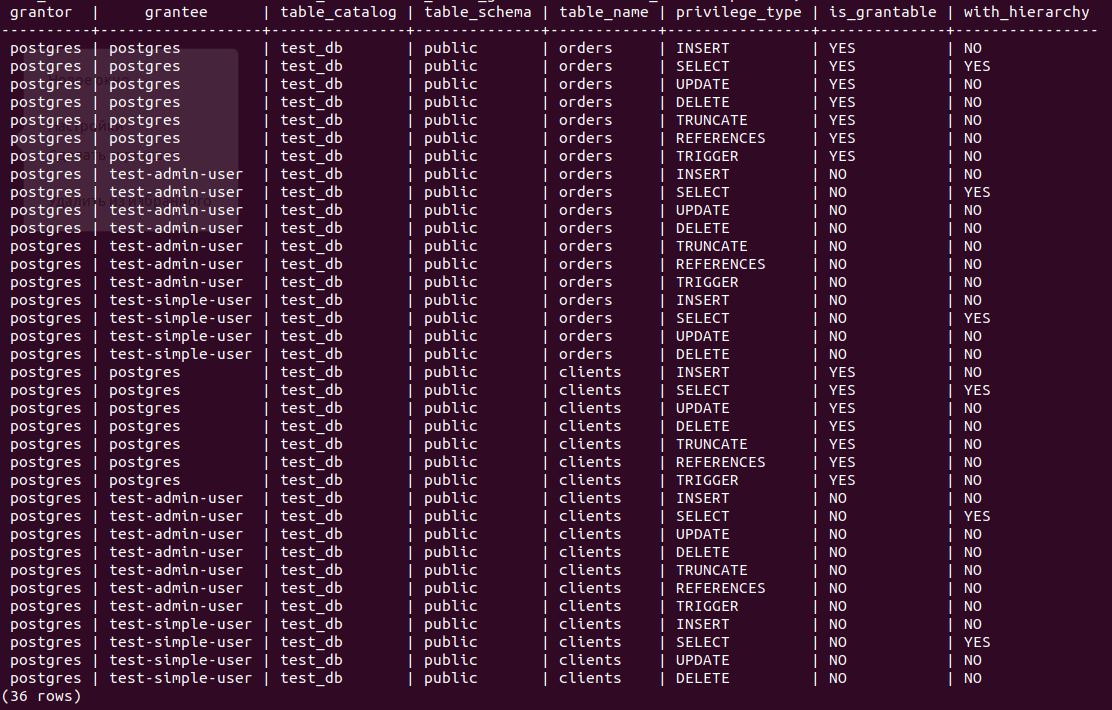 grantor | grantee | table_catalog | table_schema | table_name | privilege_type | is_grantable | with_hierarchy
----------+-----------------+---------------+--------------+------------+----------------+--------------+----------------
postgres | postgres | test_db | public | orders | INSERT | YES | NO
postgres | postgres | test_db | public | orders | SELECT | YES | YES
postgres | postgres | test_db | public | orders | UPDATE | YES | NO
postgres | postgres | test_db | public | orders | DELETE | YES | NO
postgres | postgres | test_db | public | orders | TRUNCATE | YES | NO
postgres | postgres | test_db | public | orders | REFERENCES | YES | NO
postgres | postgres | test_db | public | orders | TRIGGER | YES | NO
postgres | test-admin-user | test_db | public | orders | INSERT | NO | NO
postgres | test-admin-user | test_db | public | orders | SELECT | NO | YES
postgres | test-admin-user | test_db | public | orders | UPDATE | NO | NO
postgres | test-admin-user | test_db | public | orders | DELETE | NO | NO
postgres | test-admin-user | test_db | public | orders | TRUNCATE | NO | NO
postgres | test-admin-user | test_db | public | orders | REFERENCES | NO | NO
postgres | test-admin-user | test_db | public | orders | TRIGGER | NO | NO
postgres | test-simple-user | test_db | public | orders | INSERT | NO | NO
postgres | test-simple-user | test_db | public | orders | SELECT | NO | YES
postgres | test-simple-user | test_db | public | orders | UPDATE | NO | NO
postgres | test-simple-user | test_db | public | orders | DELETE | NO | NO
postgres | postgres | test_db | public | clients | INSERT | YES | NO
postgres | postgres | test_db | public | clients | SELECT | YES | YES
postgres | postgres | test_db | public | clients | UPDATE | YES | NO
postgres | postgres | test_db | public | clients | DELETE | YES | NO
postgres | postgres | test_db | public | clients | TRUNCATE | YES | NO
postgres | postgres | test_db | public | clients | REFERENCES | YES | NO
postgres | postgres | test_db | public | clients | TRIGGER | YES | NO
postgres | test-admin-user | test_db | public | clients | INSERT | NO | NO
postgres | test-admin-user | test_db | public | clients | SELECT | NO | YES
postgres | test-admin-user | test_db | public | clients | UPDATE | NO | NO
postgres | test-admin-user | test_db | public | clients | DELETE | NO | NO
postgres | test-admin-user | test_db | public | clients | TRUNCATE | NO | NO
postgres | test-admin-user | test_db | public | clients | REFERENCES | NO | NO
postgres | test-admin-user | test_db | public | clients | TRIGGER | NO | NO
postgres | test-simple-user | test_db | public | clients | INSERT | NO | NO
postgres | test-simple-user | test_db | public | clients | SELECT | NO | YES
postgres | test-simple-user | test_db | public | clients | UPDATE | NO | NO
postgres | test-simple-user | test_db | public | clients | DELETE | NO | NO
(36 rows)